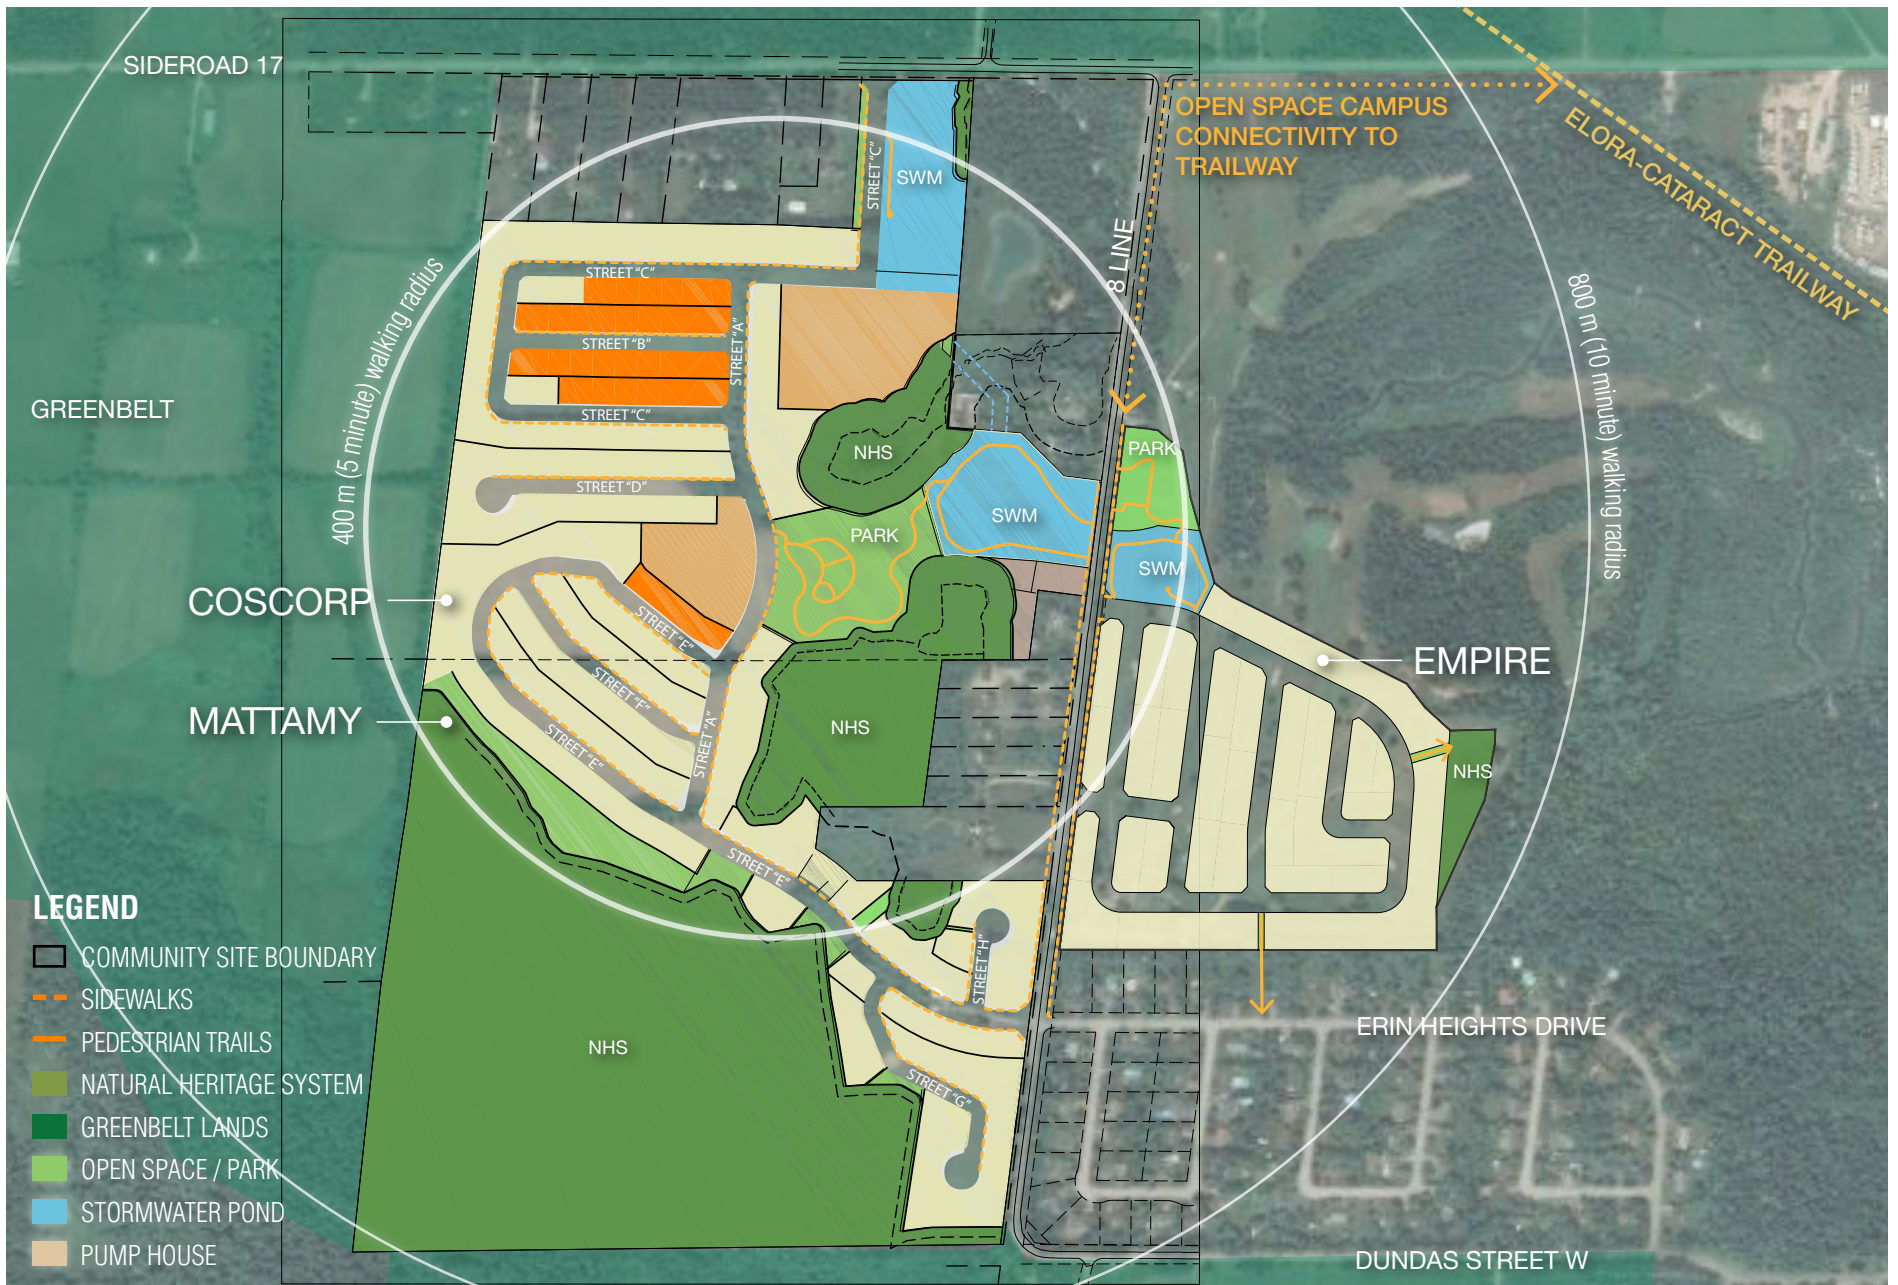 SIDEROAD 17
OPEN SPACE CAMPUS
CONNECTIVITY TO
TRAILWAY
ELORA-CATARACT TRAILWAY
STREET "C"
SWM
8 LINE
400 m (5 minute) walking radius
800 m (10 minute) walking radius
STREET "C"
STREET "A"
STREET "B"
STREET "C"
GREENBELT
NHS
PARK
STREET "D"
SWM
PARK
SWM
COSCORP
STREET "E"
EMPIRE
STREET "F"
MATTAMY
STREET "A"
NHS
STREET "E"
NHS
STREET "E"
STREET "H"
ERIN HEIGHTS DRIVE
NHS
STREET "G"
DUNDAS STREET W
LEGEND
COMMUNITY SITE BOUNDARY
SIDEWALKS
PEDESTRIAN TRAILS
NATURAL HERITAGE SYSTEM
GREENBELT LANDS
OPEN SPACE / PARK
STORMWATER POND
PUMP HOUSE